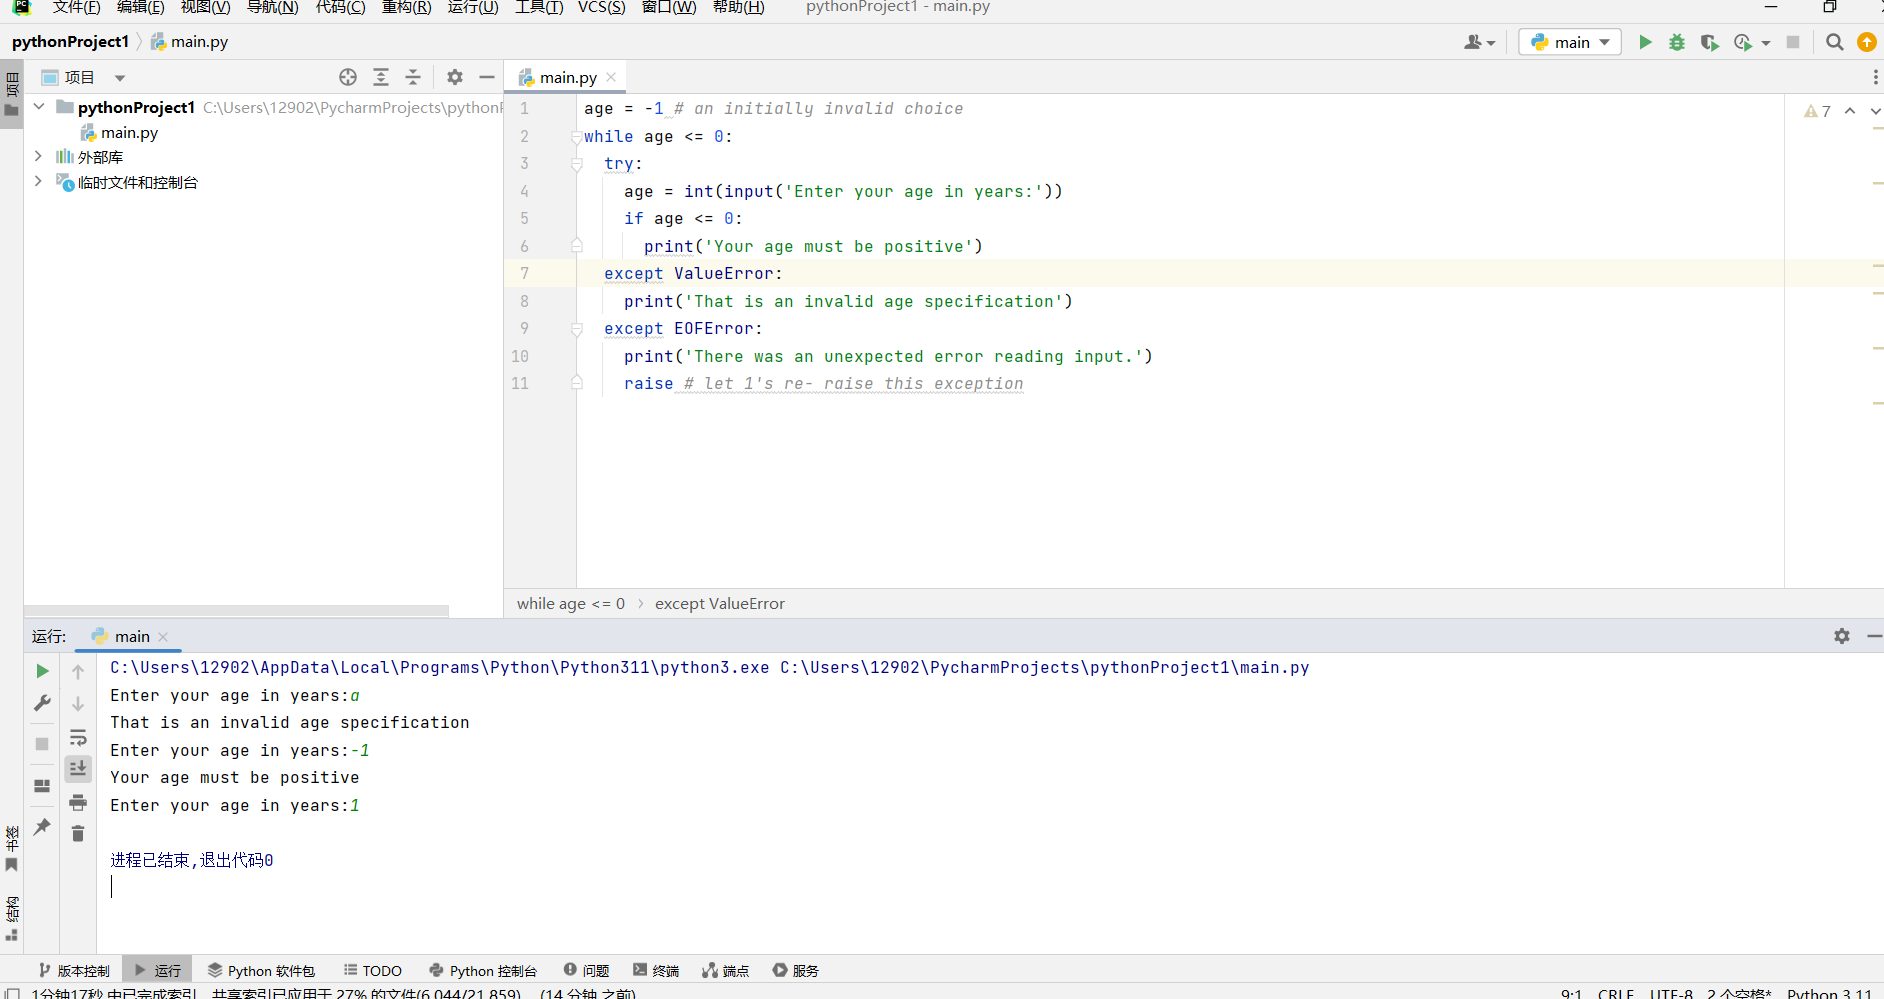 PC 文件(F) 编辑(E) 视图(V) 导航(N) 代码(C) 重构(R) 运行(U) 工具(T) VCS(S) 窗口(W) 帮助(H) pythonProject1 - main.py
pythonProject1 main.py main
项目
项目
main.py
pythonProject1 C:\Users\12902\PycharmProjects\python
main.py
外部库
临时文件和控制台
7
1 age = -1 # an initially invalid choice
2 while age <= 0:
3 try:
4 age = int(input('Enter your age in years:'))
5 if age <= 0:
6 print('Your age must be positive')
7 except ValueError:
8 print('That is an invalid age specification')
9 except EOFError:
10 print('There was an unexpected error reading input.')
11 raise # let 1's re- raise this exception
while age <= 0 › except ValueError
运行: main
C:\Users\12902\AppData\Local\Programs\Python\Python311\python3.exe C:\Users\12902\PycharmProjects\pythonProject1\main.py
Enter your age in years:a
That is an invalid age specification
Enter your age in years:-1
Your age must be positive
Enter your age in years:1
进程已结束,退出代码0
书签
结构
版本控制 运行 Python 软件包 TODO Python 控制台 问题 终端 端点 服务
1分钟17秒 中已完成索引 共享索引已应用于 27% 的文件(6,044/21,859) (14 分钟 之前) 9:1 CRLF UTF-8 2 个空格* Python 3.11